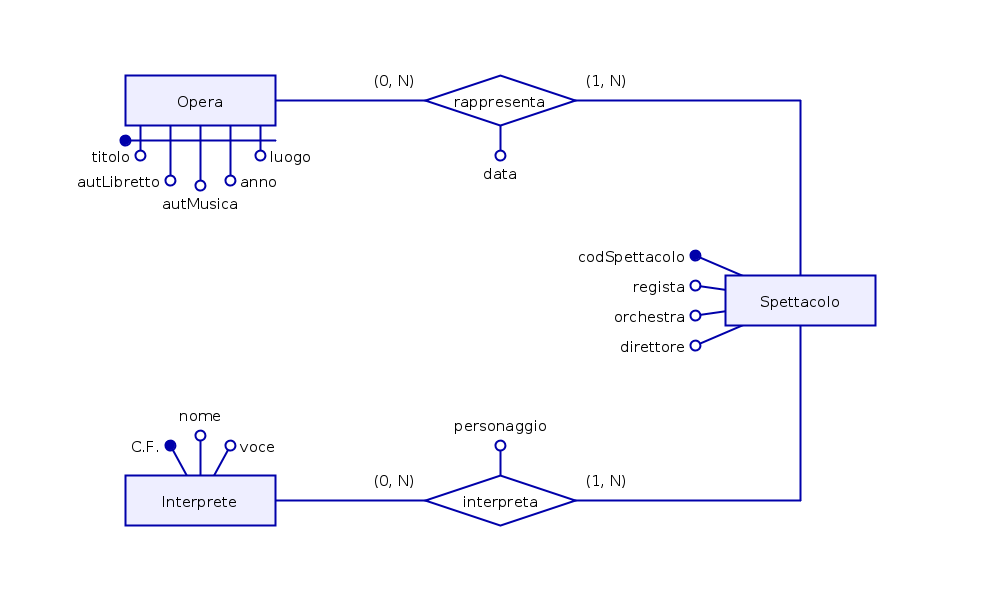 (0, N)
(1, N)
Opera
rappresenta
titolo
luogo
data
autLibretto
anno
autMusica
codSpettacolo
regista
Spettacolo
orchestra
direttore
nome
personaggio
C.F.
voce
(0, N)
(1, N)
Interprete
interpreta